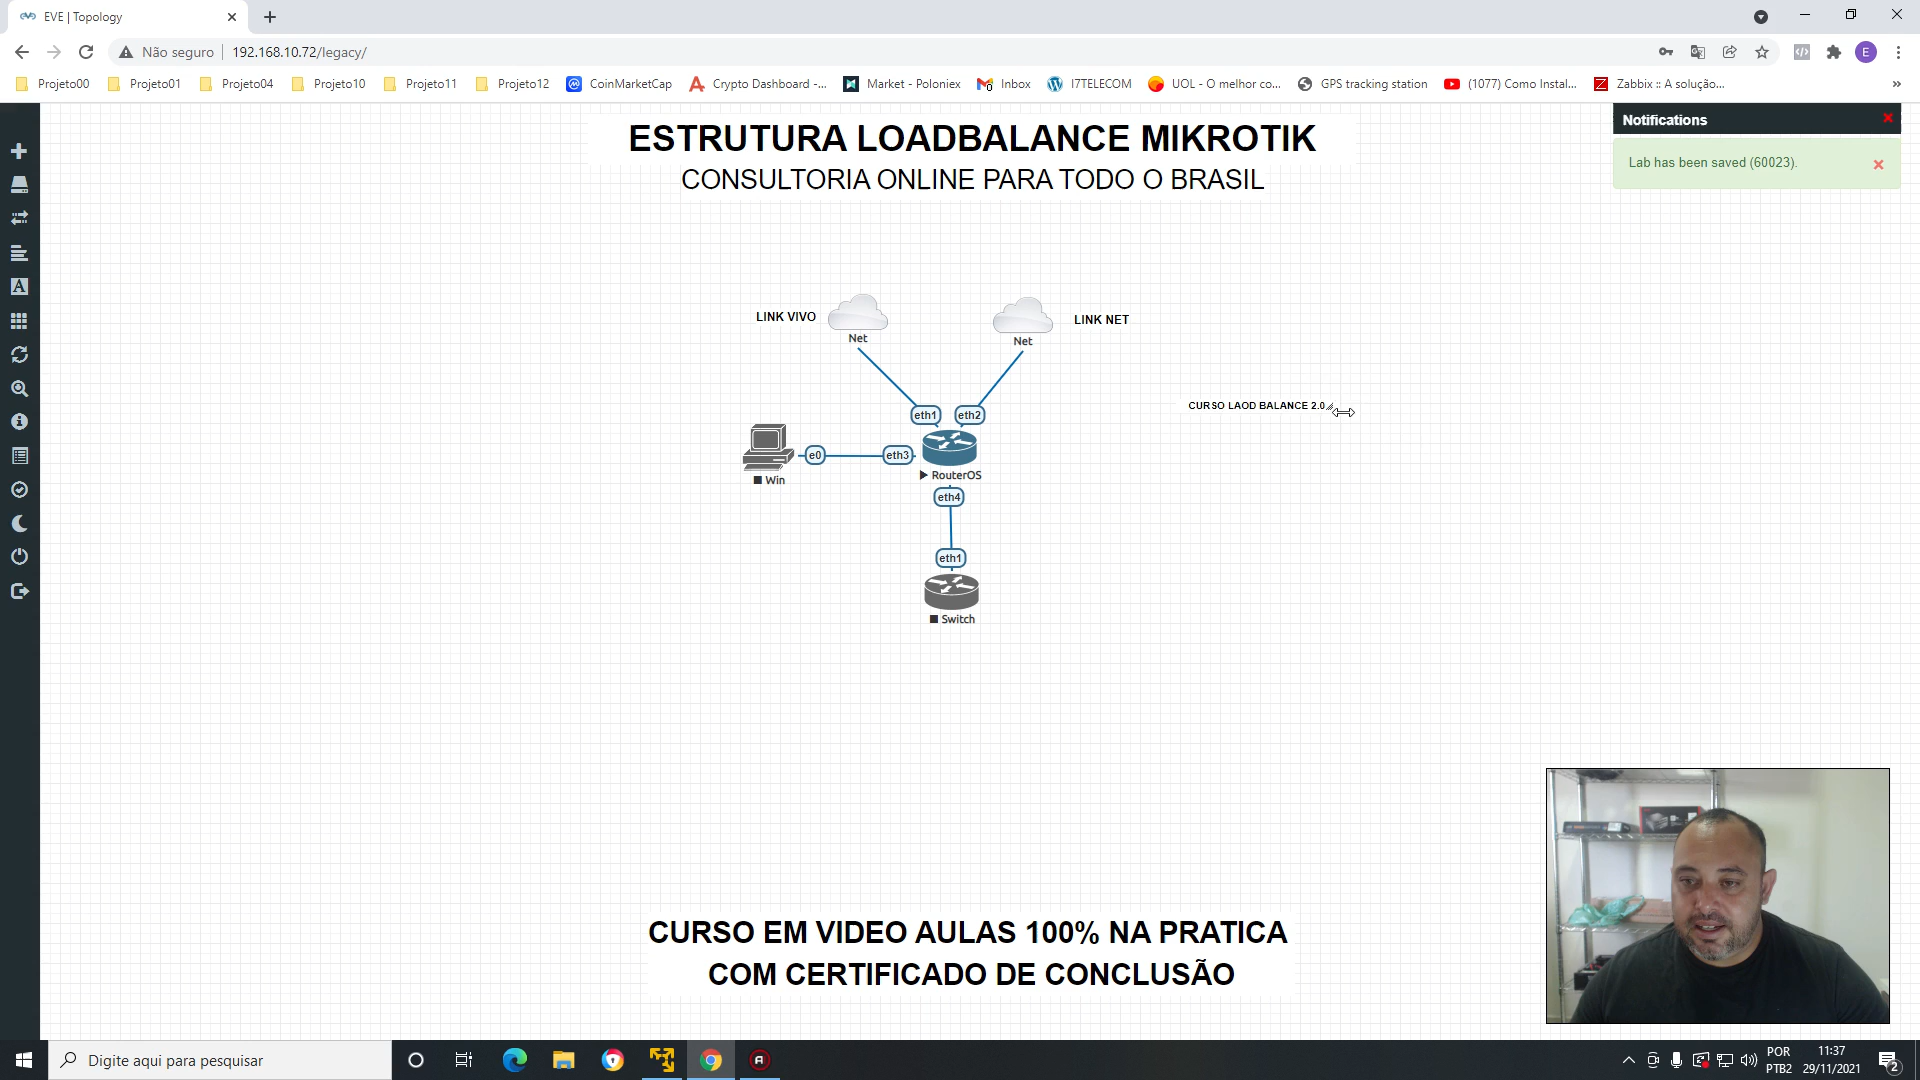 EVE | Topology
Não seguro
192.168.10.72/legacy/
E
Projeto00
Projeto01
Projeto04
Projeto10
Projeto11
Projeto12
CoinMarketCap
Crypto Dashboard -...
Market - Poloniex
Inbox
I7TELECOM
UOL - O melhor co...
GPS tracking station
(1077) Como Instal...
Zabbix :: A solução...
»
ESTRUTURA LOADBALANCE MIKROTIK
CONSULTORIA ONLINE PARA TODO O BRASIL
Notifications
Lab has been saved (60023).
LINK VIVO
Net
LINK NET
Net
CURSO LAOD BALANCE 2.0
eth1
eth2
e0
eth3
RouterOS
Win
eth4
eth1
Switch
CURSO EM VIDEO AULAS 100% NA PRATICA
COM CERTIFICADO DE CONCLUSÃO
Digite aqui para pesquisar
POR
PTB2
11:37
29/11/2021
2